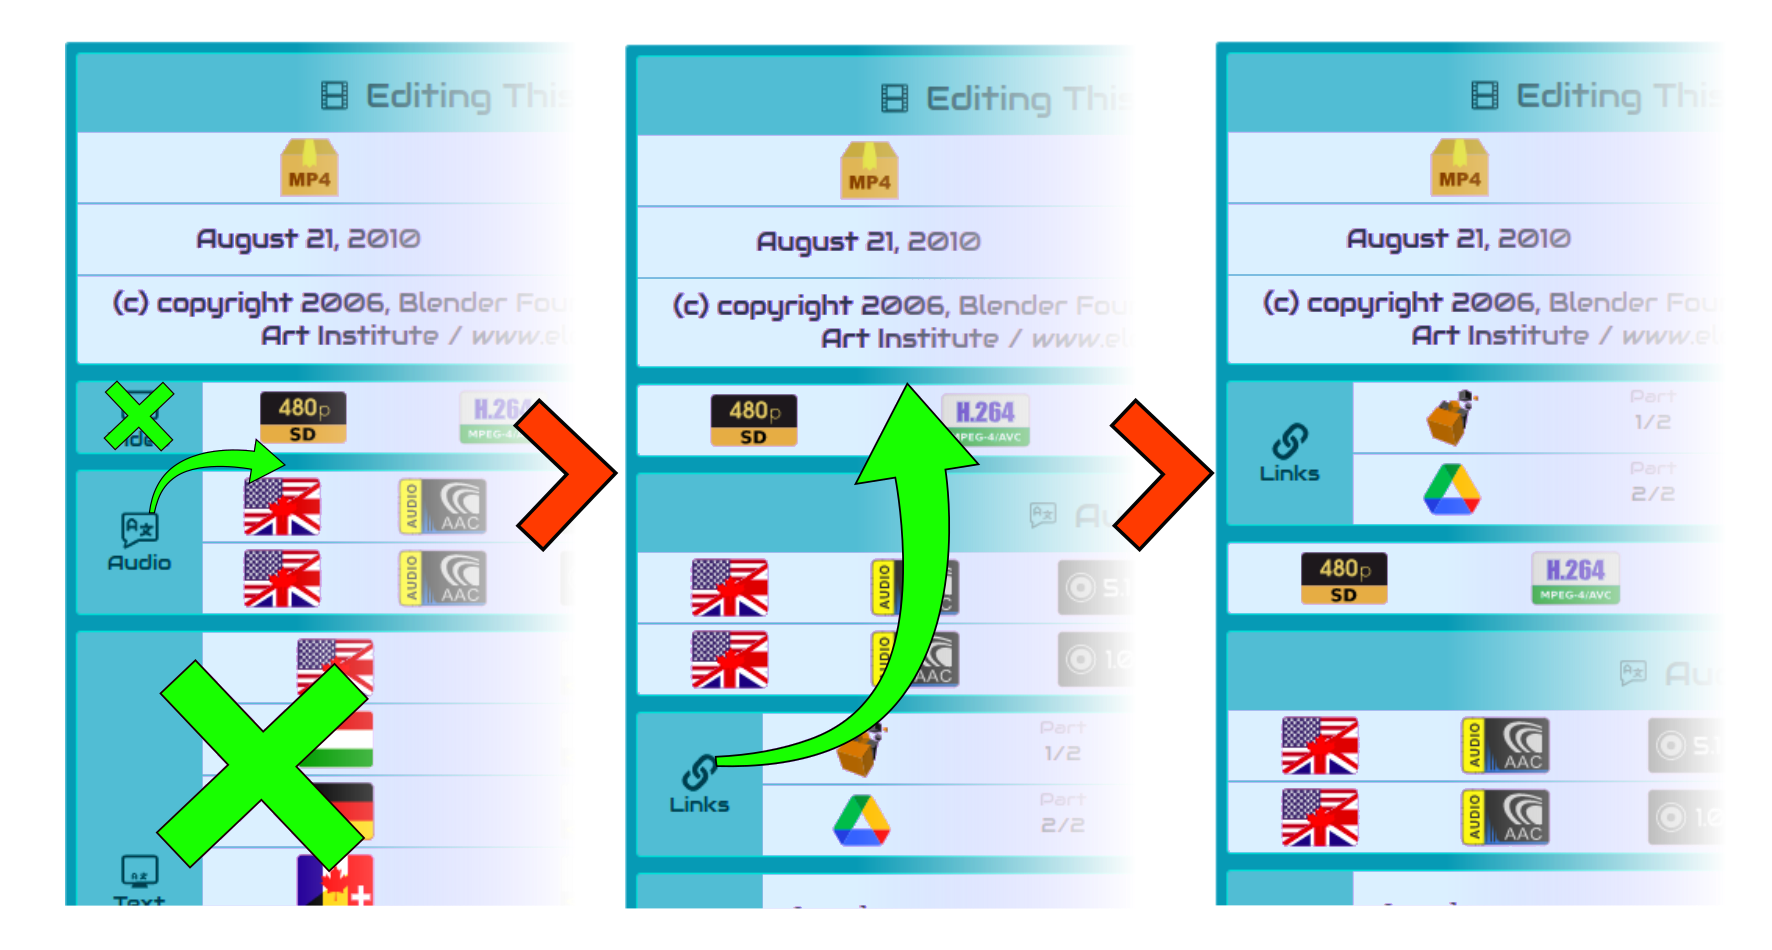 Editing This
MP4
August 21, 2010
(c) copyright 2006, Blender Fou
Art Institute / www.el
480p
SD
H.264
MPEG-4/AVC
AUDIO
AAC
Audio
AUDIO
AAC
Text
Editing This
MP4
August 21, 2010
(c) copyright 2006, Blender Fou
Art Institute / www.el
480p
SD
H.264
MPEG-4/AVC
Au
AUDIO
5.1
AUDIO
AAC
1.0
Links
Part
1/2
Part
2/2
Editing This
MP4
August 21, 2010
(c) copyright 2006, Blender Fou
Art Institute / www.el
Links
Part
1/2
Part
2/2
480p
SD
H.264
MPEG-4/AVC
Au
AUDIO
AAC
5.1
AUDIO
AAC
1.0